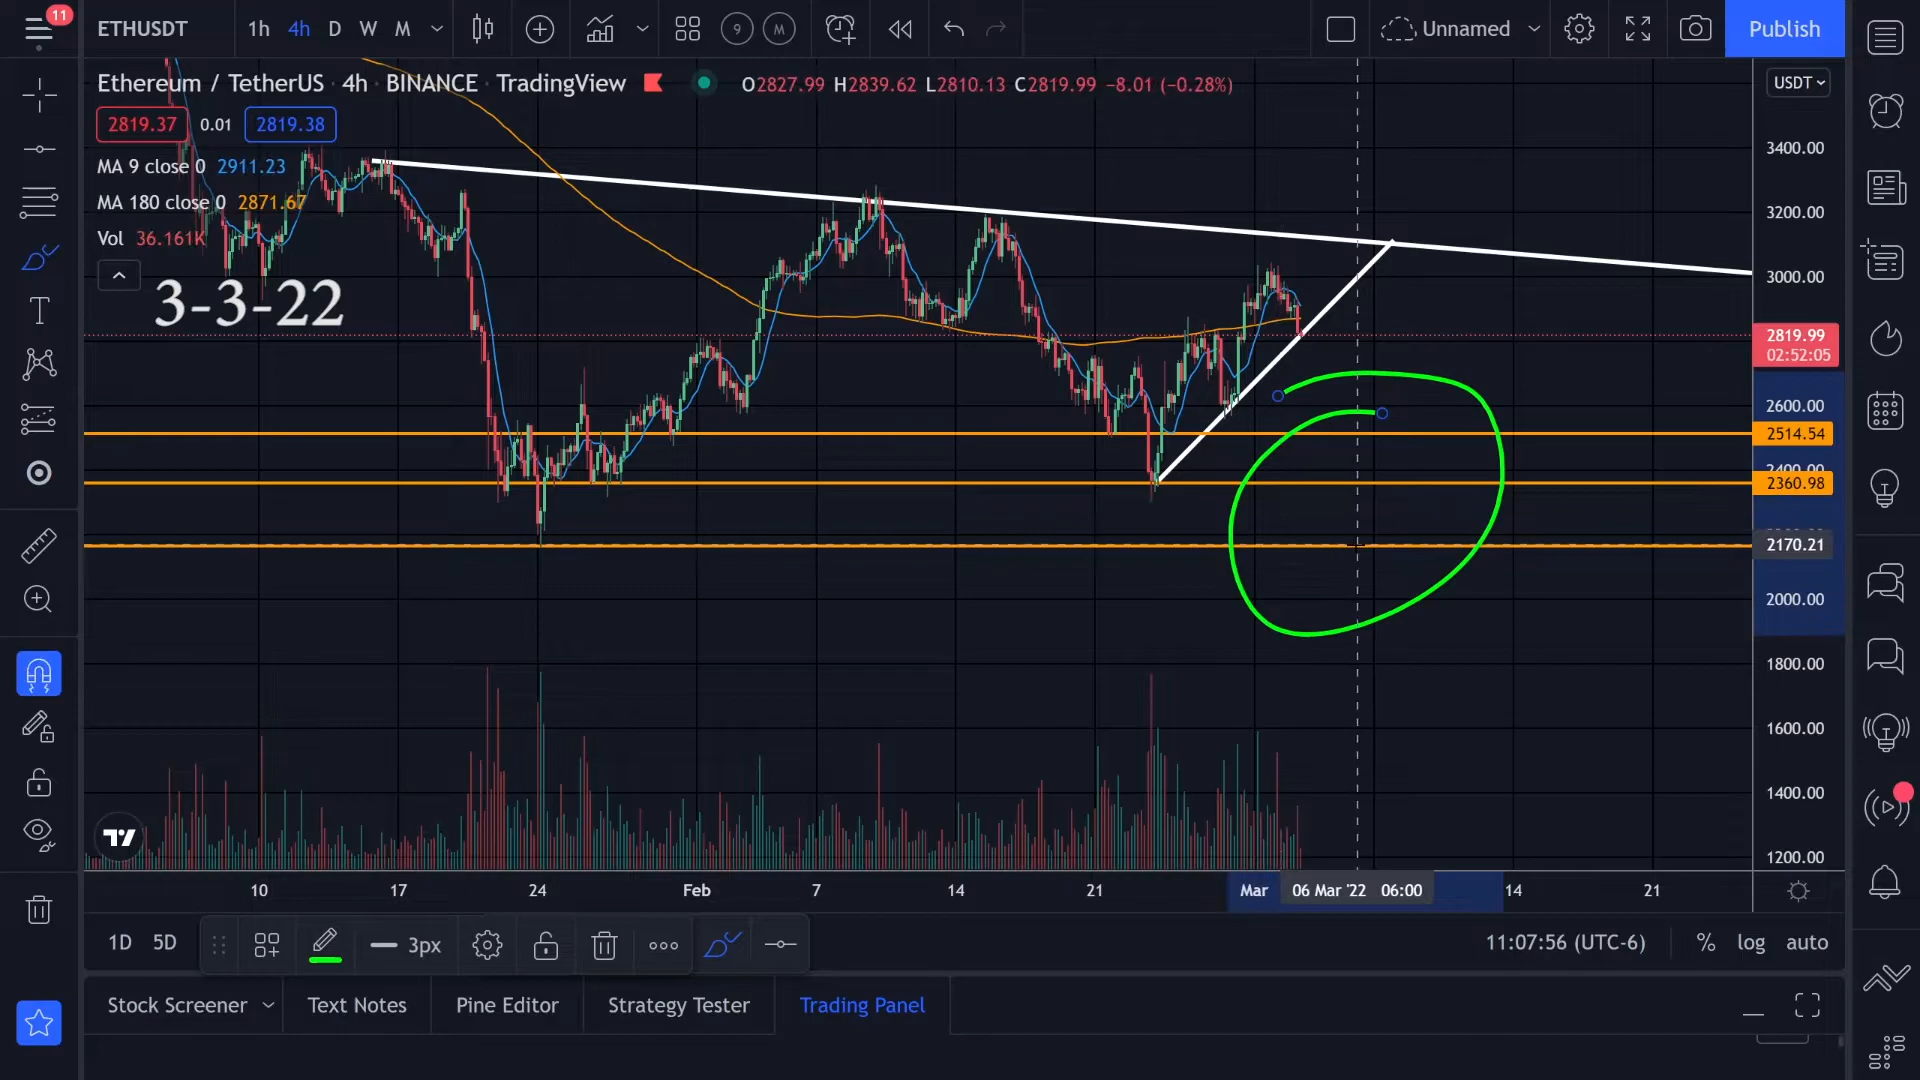 11
ETHUSDT 1h 4h D W M 9 M Unnamed Publish
Ethereum / TetherUS · 4h · BINANCE · TradingView O2827.99 H2839.62 L2810.13 C2819.99 −8.01 (−0.28%) USDT
2819.37 0.01 2819.38
MA 9 close 0 2911.23
MA 180 close 0 2871.67
Vol 36.161K
3-3-22
3400.00
3200.00
3000.00
2819.99
02:52:05
2600.00
2514.54
2400.00
2360.98
2170.21
2000.00
1800.00
1600.00
1400.00
1200.00
10 17 24 Feb 7 14 21 Mar 06 Mar '22 06:00 14 21
1D 5D 3px 11:07:56 (UTC-6) % log auto
Stock Screener Text Notes Pine Editor Strategy Tester Trading Panel